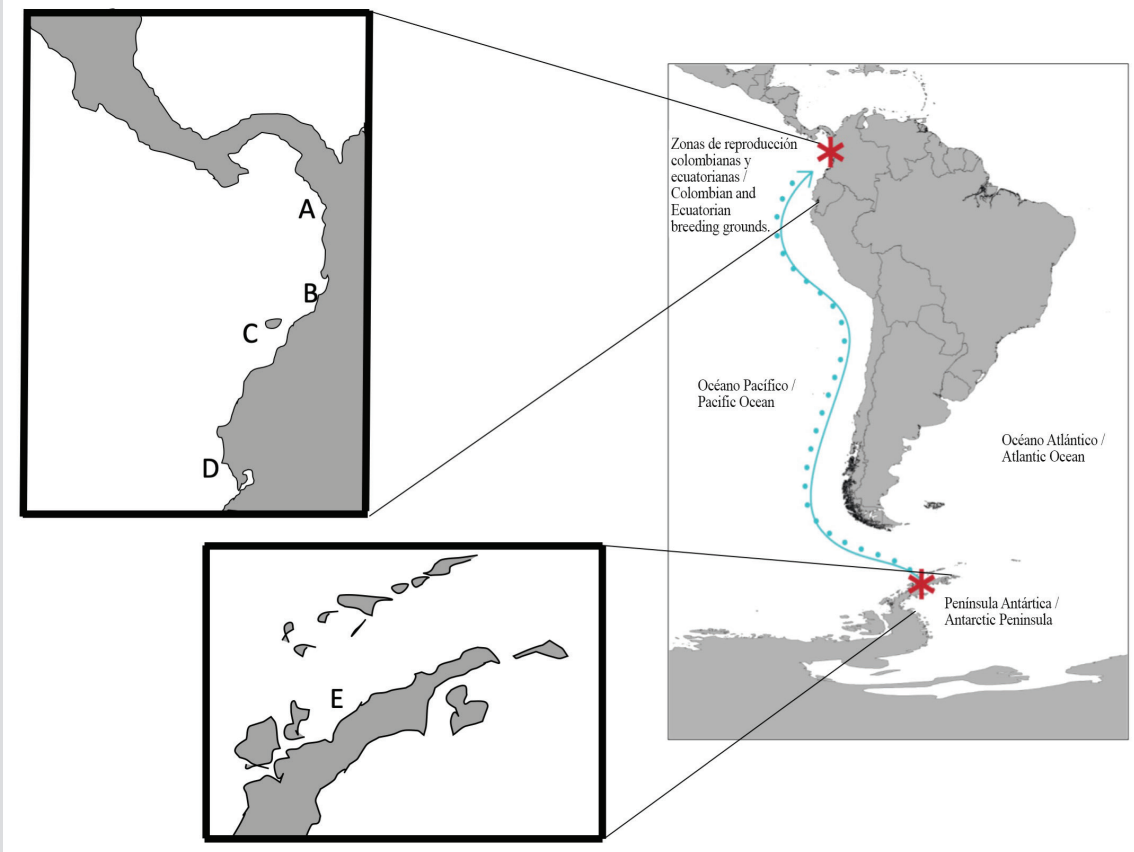 A
B
C
D
E
Zonas de reproducción
colombianas y
ecuatorianas /
Colombian and
Ecuatorian
breeding grounds.
Océano Pacífico /
Pacific Ocean
Océano Atlántico /
Atlantic Ocean
Península Antártica /
Antarctic Peninsula